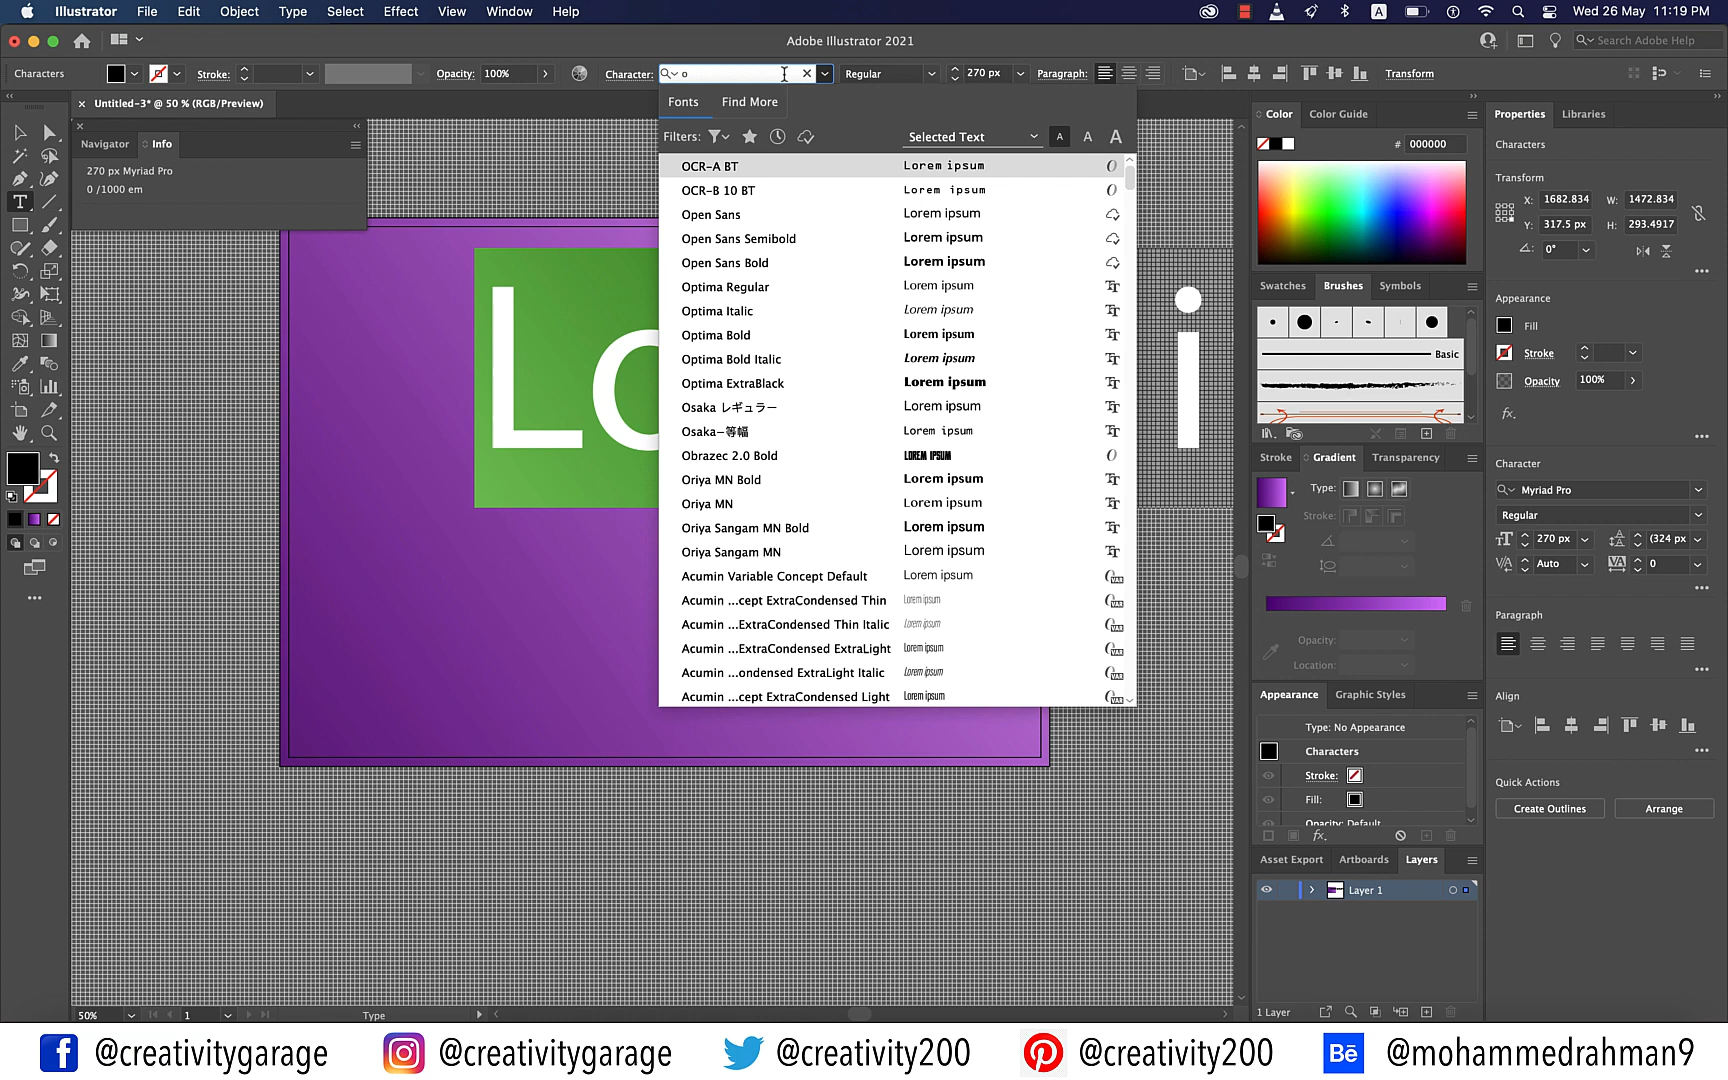 Illustrator File Edit Object Type Select Effect View Window Help
Wed 26 May 11:19 PM
Adobe Illustrator 2021
Search Adobe Help
Characters Stroke: Opacity: 100% Character: o Regular 270 px Paragraph: Transform
Untitled-3* @ 50 % (RGB/Preview)
Fonts Find More
Navigator Info
270 px Myriad Pro
0 /1000 em
Filters: Selected Text A A A
OCR-A BT Lorem ipsum
OCR-B 10 BT Lorem ipsum
Open Sans Lorem ipsum
Open Sans Semibold Lorem ipsum
Open Sans Bold Lorem ipsum
Optima Regular Lorem ipsum
Optima Italic Lorem ipsum
Optima Bold Lorem ipsum
Optima Bold Italic Lorem ipsum
Optima ExtraBlack Lorem ipsum
Osaka レギュラー Lorem ipsum
Osaka−等幅 Lorem ipsum
Obrazec 2.0 Bold LOREM IPSUM
Oriya MN Bold Lorem ipsum
Oriya MN Lorem ipsum
Oriya Sangam MN Bold Lorem ipsum
Oriya Sangam MN Lorem ipsum
Acumin Variable Concept Default Lorem ipsum
Acumin ...cept ExtraCondensed Thin Lorem ipsum
Acumin ...ExtraCondensed Thin Italic Lorem ipsum
Acumin ...ExtraCondensed ExtraLight Lorem ipsum
Acumin ...ondensed ExtraLight Italic Lorem ipsum
Acumin ...cept ExtraCondensed Light Lorem ipsum
Lo
i
Color Color Guide
# 000000
Swatches Brushes Symbols
Basic
Stroke Gradient Transparency
Type:
Stroke:
Opacity:
Location:
Appearance Graphic Styles
Type: No Appearance
Characters
Stroke:
Fill:
Opacity: Default
fx.
Asset Export Artboards Layers
Layer 1
1 Layer
Properties Libraries
Characters
Transform
X: 1682.834 W: 1472.834
Y: 317.5 px H: 293.4917
0°
Appearance
Fill
Stroke
Opacity 100%
fx.
Character
Myriad Pro
Regular
270 px (324 px
Auto 0
Paragraph
Align
Quick Actions
Create Outlines Arrange
50% 1 Type
@creativitygarage @creativitygarage @creativity200 @creativity200 Bē @mohammedrahman9